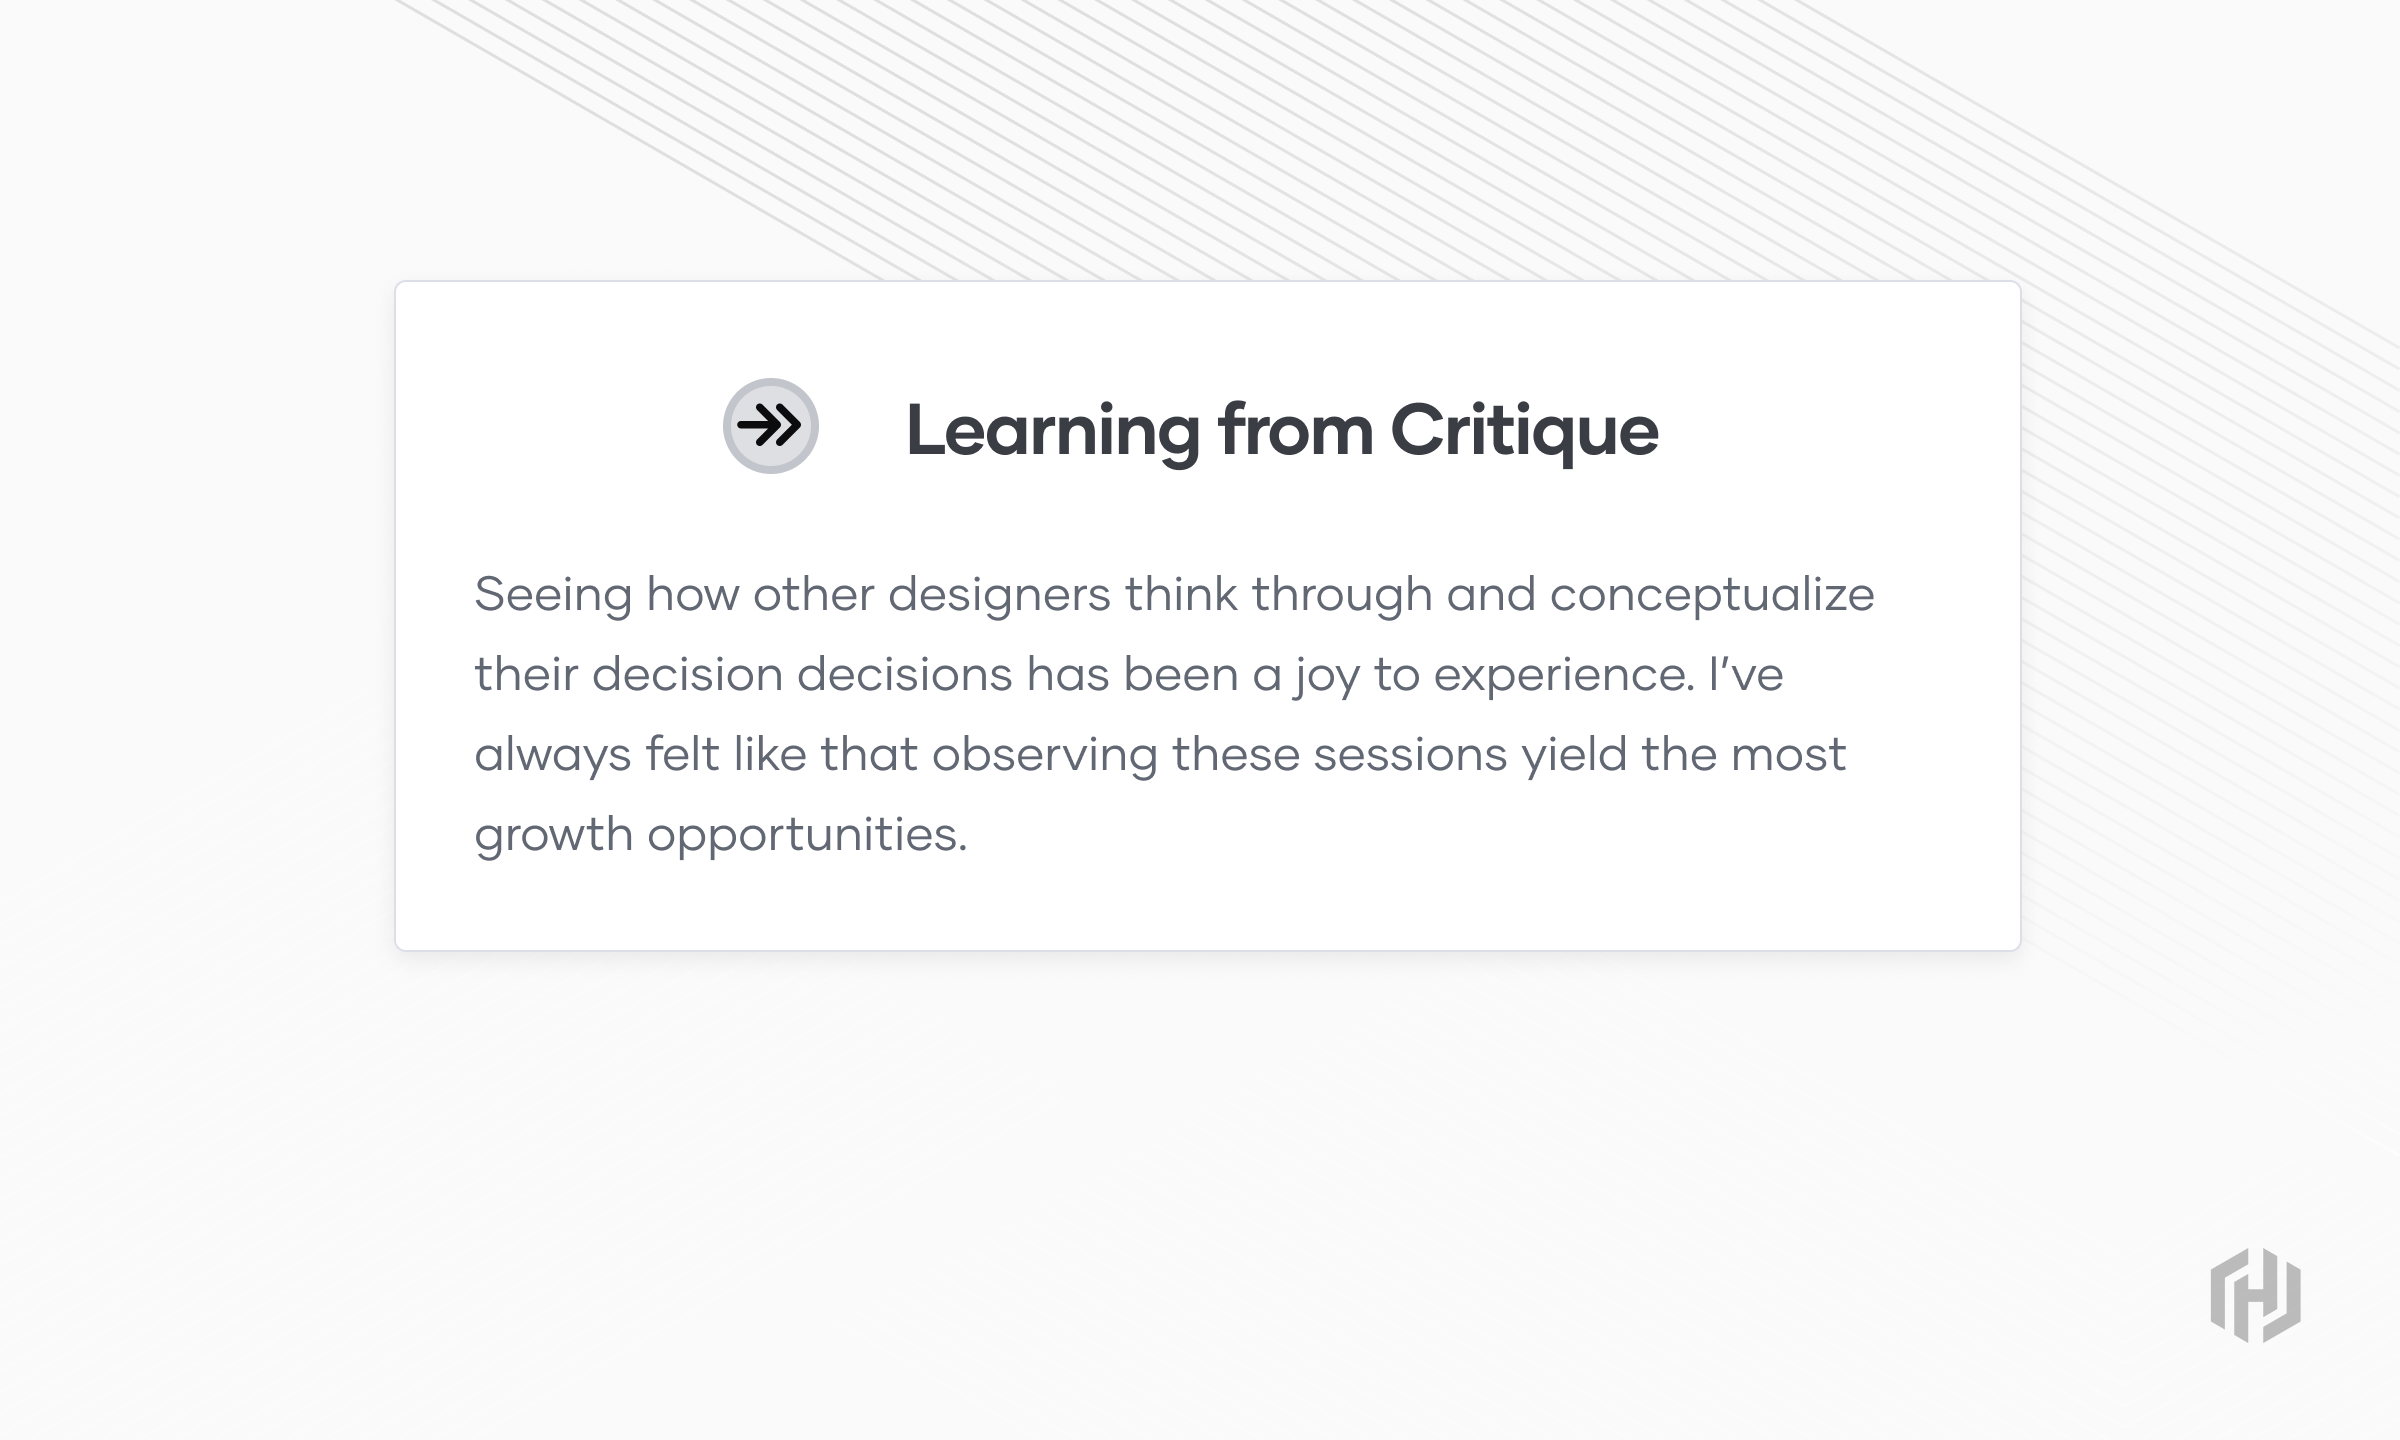 Learning from Critique
Seeing how other designers think through and conceptualize
their decision decisions has been a joy to experience. I’ve
always felt like that observing these sessions yield the most
growth opportunities.